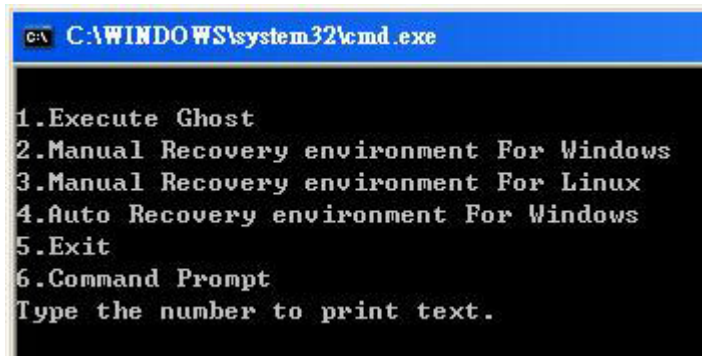 C:\WINDOWS\system32\cmd.exe
1.Execute Ghost
2.Manual Recovery environment For Windows
3.Manual Recovery environment For Linux
4.Auto Recovery environment For Windows
5.Exit
6.Command Prompt
Type the number to print text.